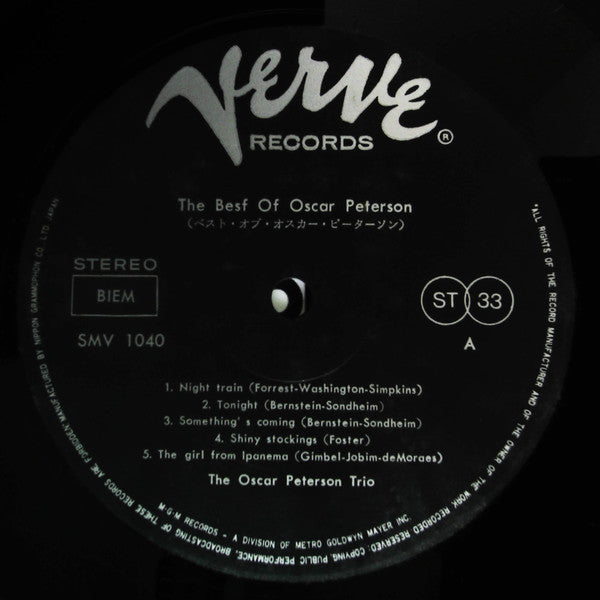 Verve
RECORDS ®
The Besf Of Oscar Peterson
(ベスト・オブ・オスカー・ピーターソン)
STEREO
BIEM
SMV 1040
ST 33
A
1. Night train (Forrest-Washington-Simpkins)
2. Tonight (Bernstein-Sondheim)
3. Something' s coming (Bernstein-Sondheim)
4. Shiny stockings (Foster)
5. The girl from Ipanema (Gimbel-Jobim-deMoraes)
The Oscar Peterson Trio
M-G-M RECORDS - A DIVISION OF METRO GOLDWYN MAYER INC.
"ALL RIGHTS OF THE RECORD MANUFACTURER AND OF THE OWNER OF THE WORK RECORDED RESERVED. COPYING, PUBLIC PERFORMANCE, BROADCASTING OF THESE RECORDS ARE FORBIDDEN" MANUFACTURED BY NIPPON GRAMMOPHON CO., LTD. JAPAN